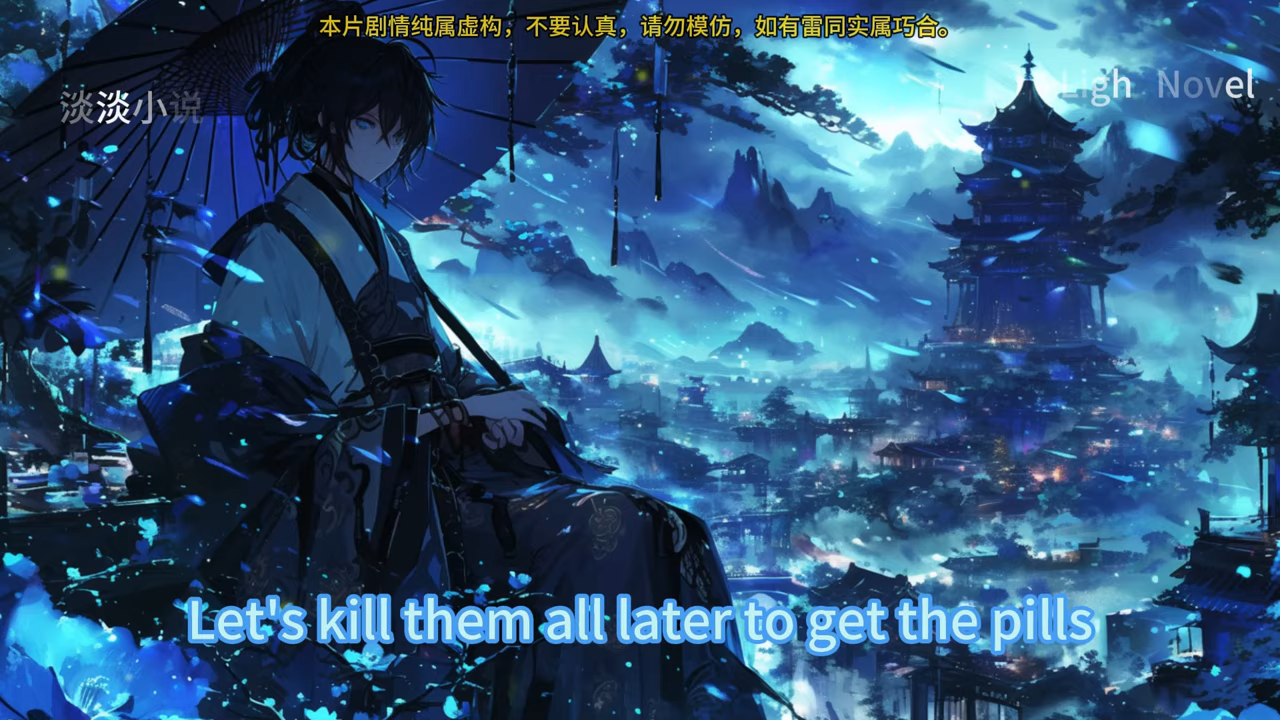 本片剧情纯属虚构，不要认真，请勿模仿，如有雷同实属巧合。
淡淡小说
Ligh Novel
Let's kill them all later to get the pills